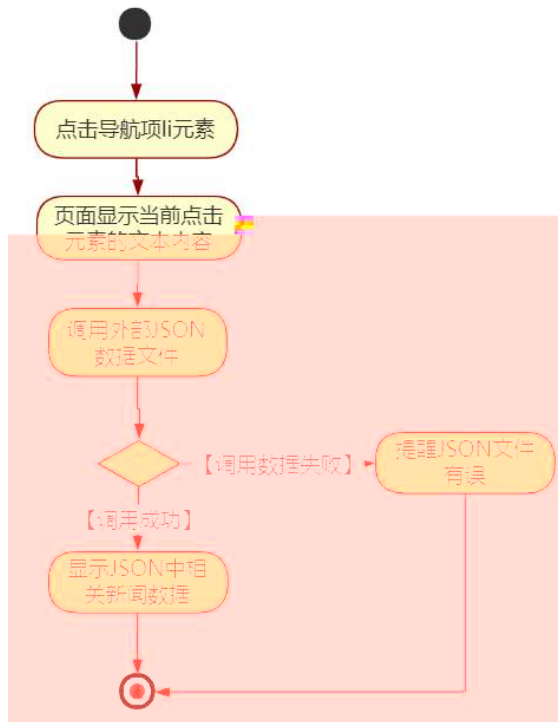 点击导航项li元素
页面显示当前点击
元素的文本内容
调用外部JSON
数据文件
【调用数据失败】
提醒JSON文件
有误
【调用成功】
显示JSON中相
关新闻数据